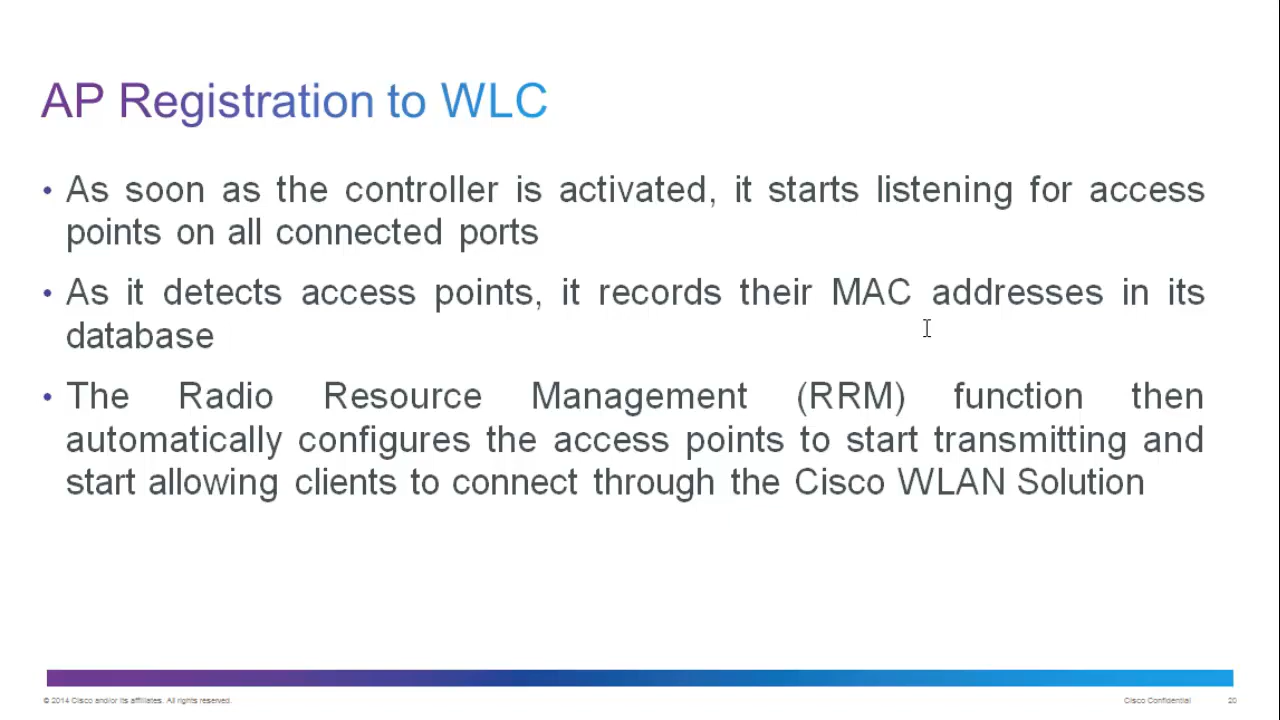 AP Registration to WLC
• As soon as the controller is activated, it starts listening for access
points on all connected ports
• As it detects access points, it records their MAC addresses in its
database
• The Radio Resource Management (RRM) function then
automatically configures the access points to start transmitting and
start allowing clients to connect through the Cisco WLAN Solution
© 2014 Cisco and/or its affiliates. All rights reserved.
Cisco Confidential 20